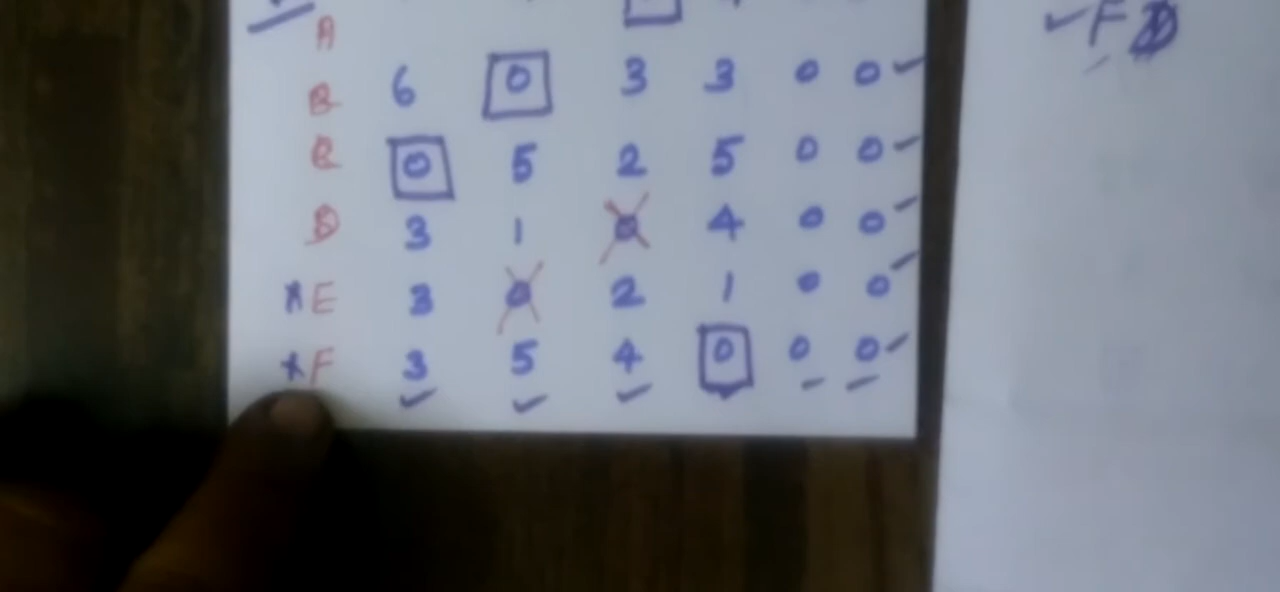 A
B 6 0 3 3 0 0 ✓
C 0 5 2 5 0 0
D 3 1 0 4 0 0
* E 3 0 2 1 0 0
* F 3 5 4 0 0 0
✓ F D